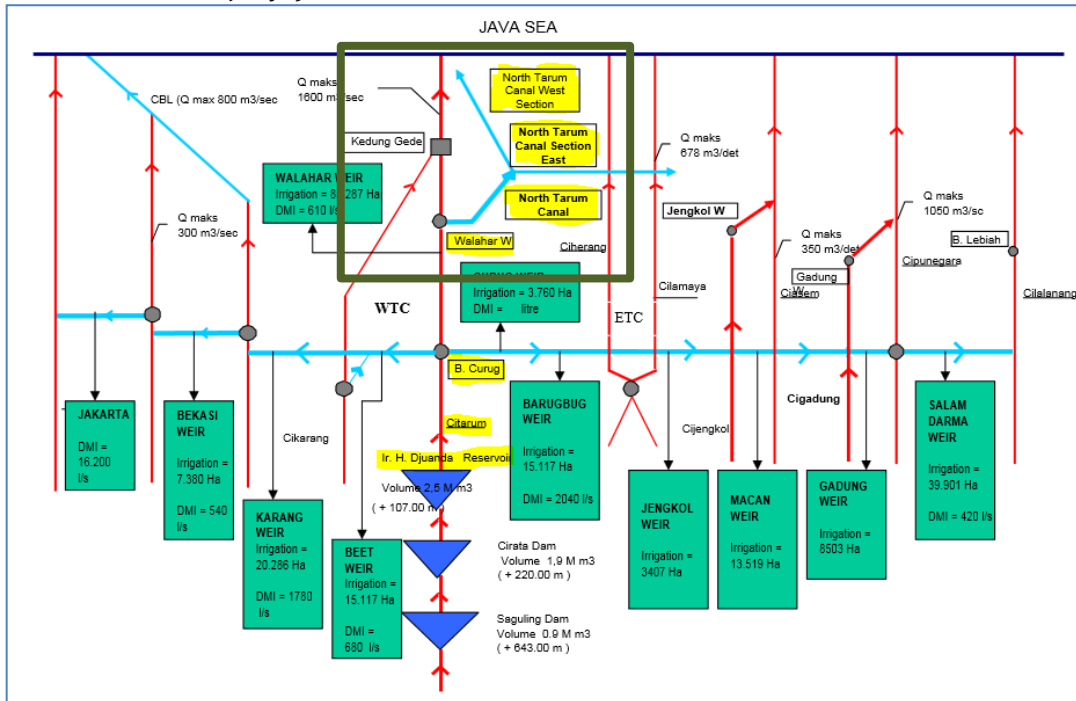 JAVA SEA
Q maks
1600 m3/sec
North Tarum
Canal West
Section
CBL (Q max 800 m3/sec
Kedung Gede
North Tarum
Canal Section
East
Q maks
678 m3/det
WALAHAR WEIR
Irrigation = 8 .287 Ha
DMI = 610 l/s
North Tarum
Canal
Jengkol W
Q maks
1050 m3/sc
Q maks
300 m3/sec
Walahar W
Ciherang
Q maks
350 m3/det
B. Lebiah
Cipunegara
Gadung
W
Irrigation = 3.760 Ha
DMI = litre
Cilamaya
Ciasem
Cilalanang
WTC
ETC
B. Curug
JAKARTA
DMI =
16.200
l/s
BEKASI
WEIR
Irrigation =
7.380 Ha
DMI = 540
l/s
Cikarang
Citarum
BARUGBUG
WEIR
Irrigation =
15.117 Ha
DMI = 2040 l/s
Cigadung
Cijengkol
SALAM
DARMA
WEIR
Irrigation =
39.901 Ha
DMI = 420 l/s
Ir. H. Djuanda Reservoir
Volume 2,5 M m3
( + 107.00 m )
KARANG
WEIR
Irrigation =
20.286 Ha
DMI = 1780
l/s
BEET
WEIR
Irrigation =
15.117 Ha
DMI =
680 l/s
Cirata Dam
Volume 1,9 M m3
( + 220.00 m )
Saguling Dam
Volume 0.9 M m3
( + 643.00 m )
JENGKOL
WEIR
Irrigation =
3407 Ha
MACAN
WEIR
Irrigation =
13.519 Ha
GADUNG
WEIR
Irrigation =
8503 Ha